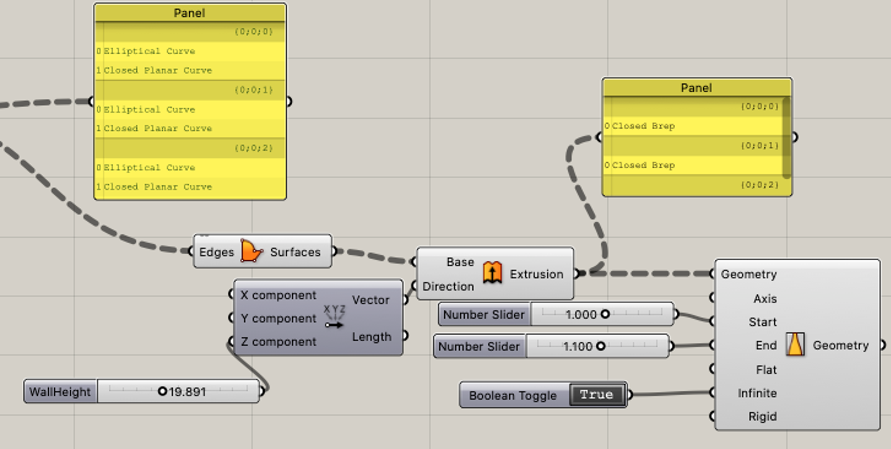 Panel
{0;0;0}
0 Elliptical Curve
1 Closed Planar Curve
{0;0;1}
0 Elliptical Curve
1 Closed Planar Curve
{0;0;2}
0 Elliptical Curve
1 Closed Planar Curve
Panel
{0;0;0}
0 Closed Brep
{0;0;1}
0 Closed Brep
{0;0;2}
Edges Surfaces
Base
Direction
Extrusion
X component
Y component
Z component
XYZ
Vector
Length
WallHeight 19.891
Number Slider 1.000
Number Slider 1.100
Boolean Toggle True
Geometry
Axis
Start
End
Flat
Infinite
Rigid
Geometry